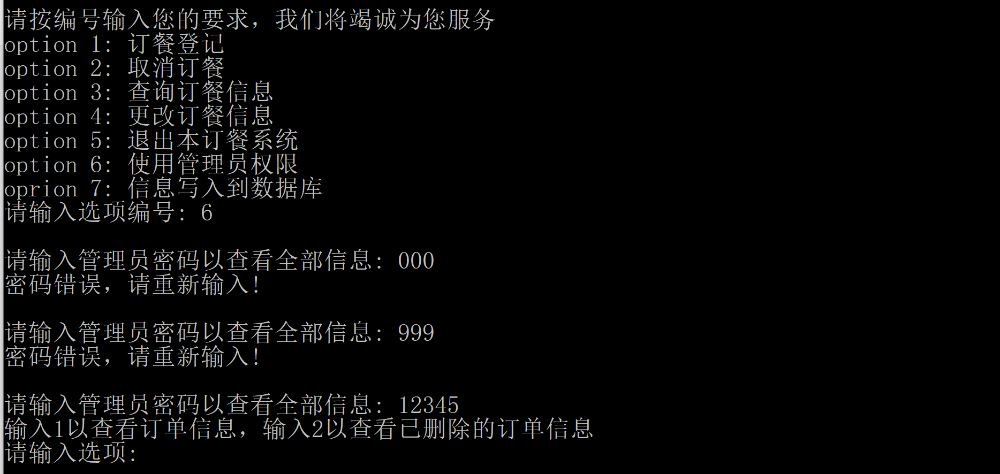 请按编号输入您的要求，我们将竭诚为您服务
option 1: 订餐登记
option 2: 取消订餐
option 3: 查询订餐信息
option 4: 更改订餐信息
option 5: 退出本订餐系统
option 6: 使用管理员权限
oprion 7: 信息写入到数据库
请输入选项编号: 6
请输入管理员密码以查看全部信息: 000
密码错误，请重新输入!
请输入管理员密码以查看全部信息: 999
密码错误，请重新输入!
请输入管理员密码以查看全部信息: 12345
输入1以查看订单信息，输入2以查看已删除的订单信息
请输入选项: